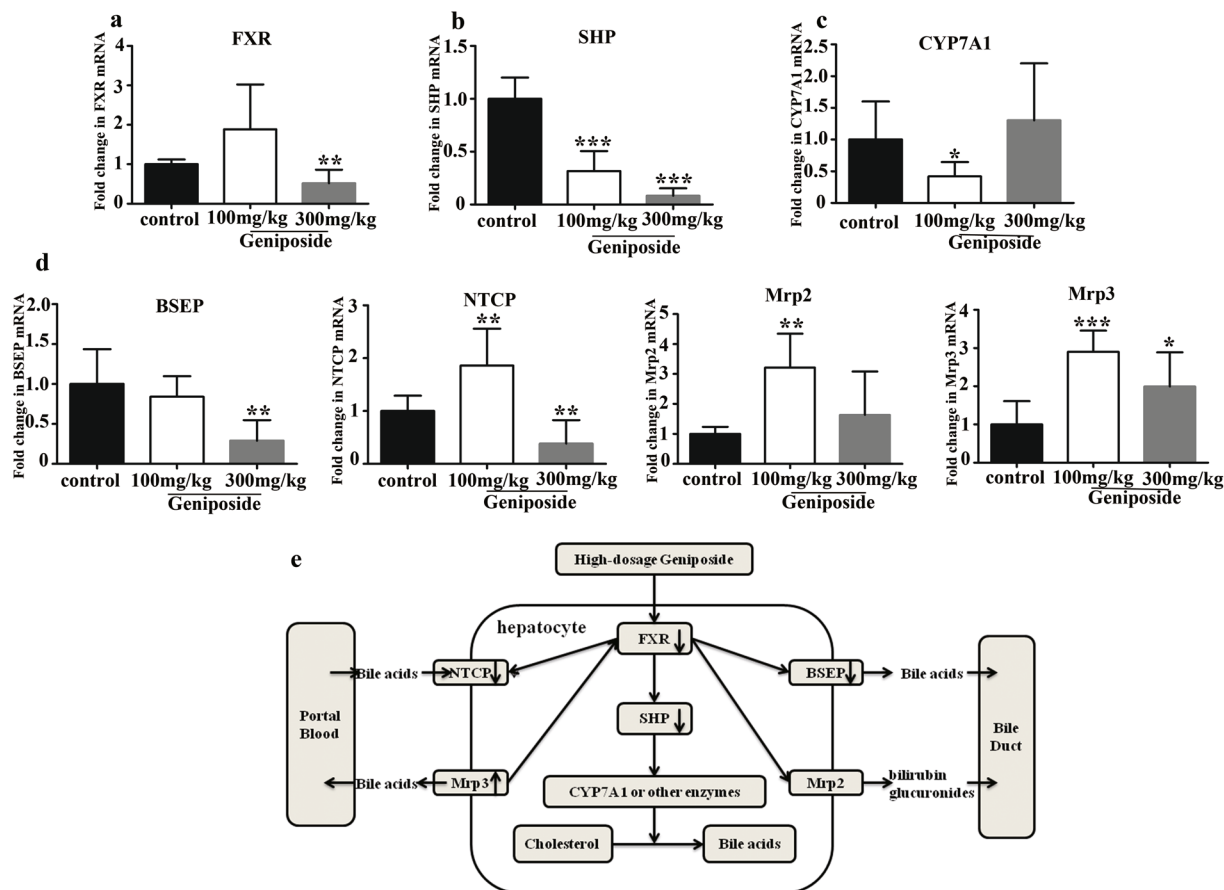 a
FXR
Fold change in FXR mRNA
4
3
2
1
0
**
control
100mg/kg
300mg/kg
Geniposide
b
SHP
Fold change in SHP mRNA
1.5
1.0
0.5
0
***
***
control
100mg/kg
300mg/kg
Geniposide
c
CYP7A1
Fold change in CYP7A1 mRNA
2.5
2.0
1.5
1.0
0.5
0
*
control
100mg/kg
300mg/kg
Geniposide
d
BSEP
Fold change in BSEP mRNA
2.0
1.5
1.0
0.5
0
**
control
100mg/kg
300mg/kg
Geniposide
NTCP
Fold change in NTCP mRNA
3
2
1
0
**
**
control
100mg/kg
300mg/kg
Geniposide
Mrp2
Fold change in Mrp2 mRNA
5
4
3
2
1
0
**
control
100mg/kg
300mg/kg
Geniposide
Mrp3
Fold change in Mrp3 mRNA
4
3
2
1
0
***
*
control
100mg/kg
300mg/kg
Geniposide
e
High-dosage Geniposide
hepatocyte
FXR
Portal
Blood
Bile acids
NTCP
BSEP
Bile acids
SHP
Bile
Duct
Bile acids
Mrp3
Mrp2
bilirubin
glucuronides
CYP7A1 or other enzymes
Cholesterol
Bile acids